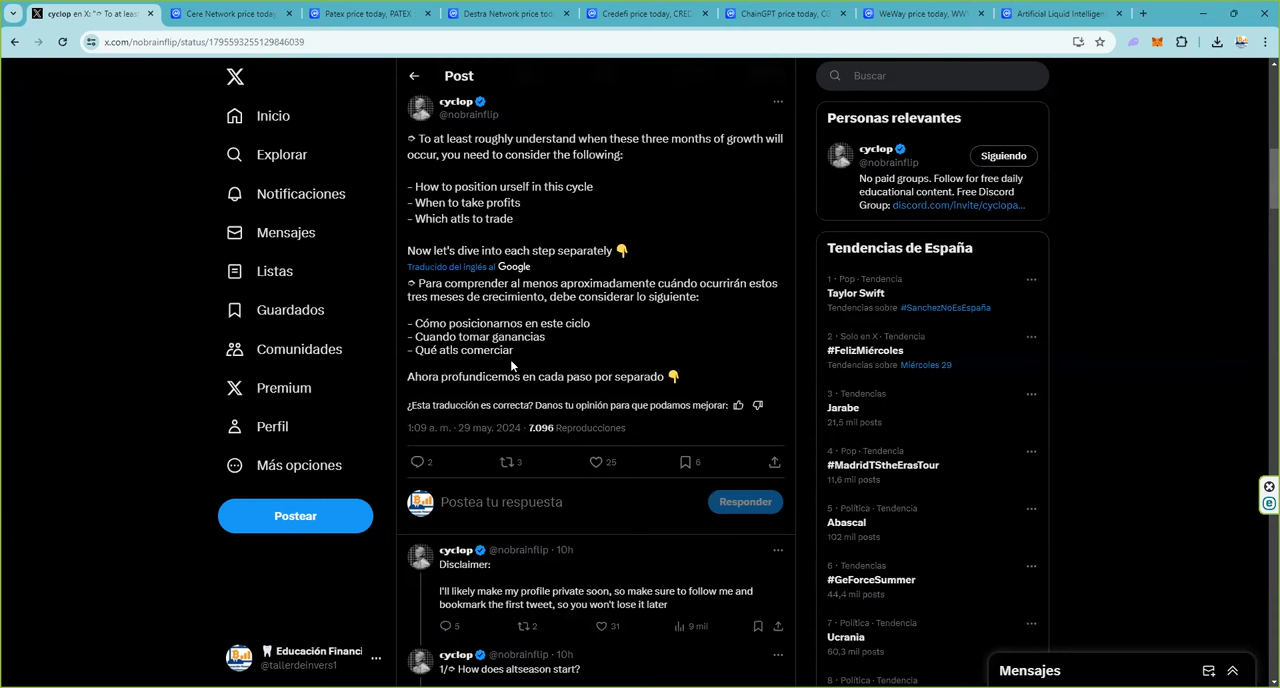 cyclop en X: "⮊ To at leas
Cere Network price today
Patex price today, PATEX
Destra Network price tod
Credefi price today, CRED
ChainGPT price today, CG
WeWay price today, WWY
Artificial Liquid Intelligen
x.com/nobrainflip/status/1795593255129846039
Inicio
Explorar
Notificaciones
Mensajes
Listas
Guardados
Comunidades
Premium
Perfil
Más opciones
Postear
Educación Financi
@tallerdeinvers1
Post
cyclop
@nobrainflip
To at least roughly understand when these three months of growth will
occur, you need to consider the following:
- How to position urself in this cycle
- When to take profits
- Which atls to trade
Now let's dive into each step separately 👇
Traducido del inglés al Google
Para comprender al menos aproximadamente cuándo ocurrirán estos
tres meses de crecimiento, debe considerar lo siguiente:
- Cómo posicionarnos en este ciclo
- Cuando tomar ganancias
- Qué atls comerciar
Ahora profundicemos en cada paso por separado 👇
¿Esta traducción es correcta? Danos tu opinión para que podamos mejorar:
1:09 a. m. · 29 may. 2024 · 7.096 Reproducciones
2 3 25 6
Postea tu respuesta
Responder
cyclop @nobrainflip · 10h
Disclaimer:
I'll likely make my profile private soon, so make sure to follow me and
bookmark the first tweet, so you won't lose it later
5 2 31 9 mil
cyclop @nobrainflip · 10h
1/ How does altseason start?
Buscar
Personas relevantes
cyclop
@nobrainflip
Siguiendo
No paid groups. Follow for free daily
educational content. Free Discord
Group: discord.com/invite/cyclopa...
Tendencias de España
1 · Pop · Tendencia
Taylor Swift
Tendencias sobre #SanchezNoEsEspaña
2 · Solo en X · Tendencia
#FelizMiércoles
Tendencias sobre Miércoles 29
3 · Tendencias
Jarabe
21,5 mil posts
4 · Pop · Tendencia
#MadridTStheErasTour
11,6 mil posts
5 · Política · Tendencia
Abascal
102 mil posts
6 · Tendencias
#GeForceSummer
44,4 mil posts
7 · Política · Tendencia
Ucrania
60,3 mil posts
8 · Política · Tendencia
Mensajes